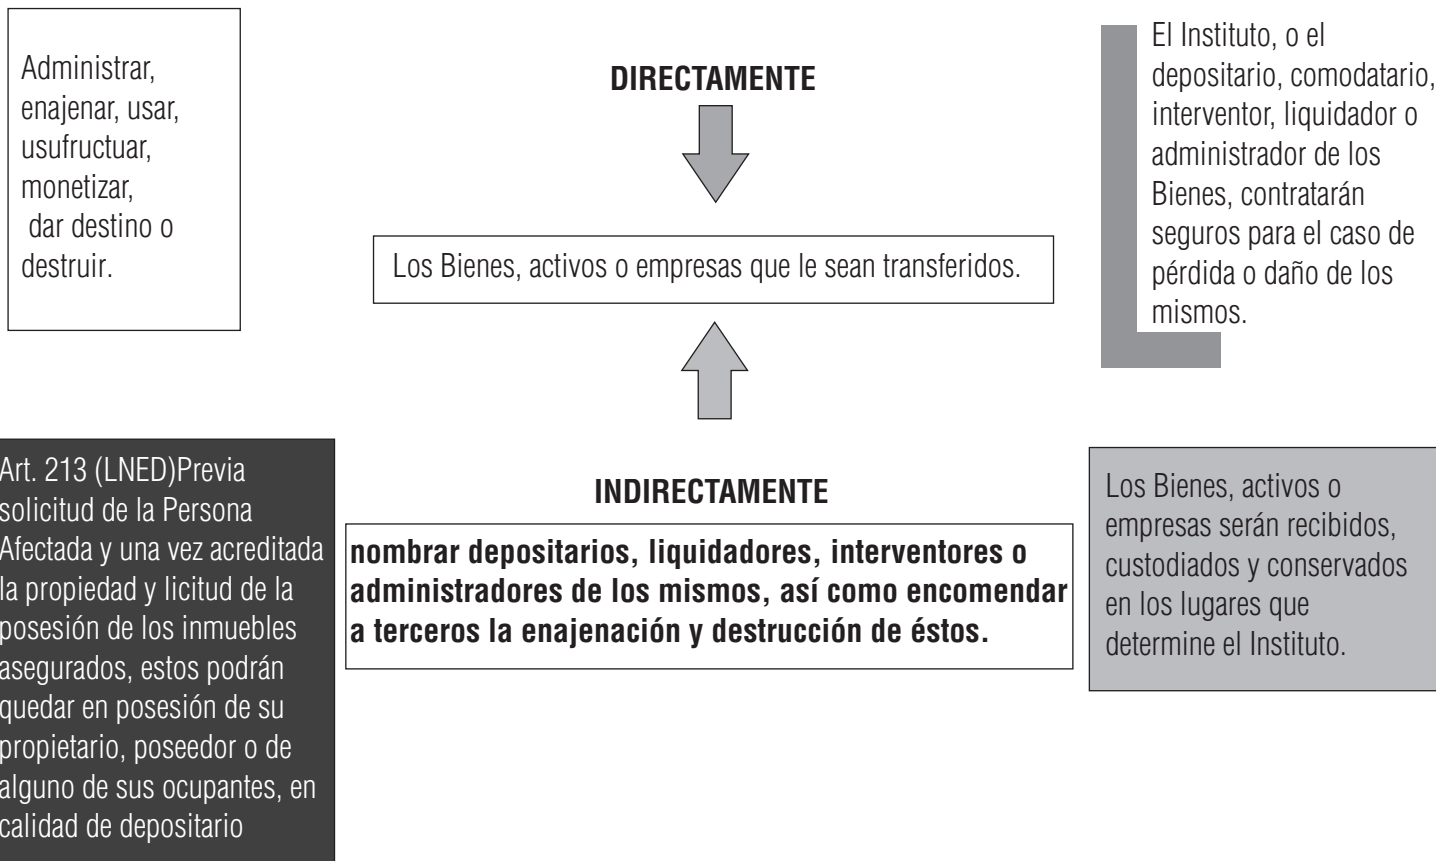 Administrar,
enajenar, usar,
usufructuar,
monetizar,
dar destino o
destruir.
DIRECTAMENTE
Los Bienes, activos o empresas que le sean transferidos.
El Instituto, o el
depositario, comodatario,
interventor, liquidador o
administrador de los
Bienes, contratarán
seguros para el caso de
pérdida o daño de los
mismos.
Art. 213 (LNED)Previa
solicitud de la Persona
Afectada y una vez acreditada
la propiedad y licitud de la
posesión de los inmuebles
asegurados, estos podrán
quedar en posesión de su
propietario, poseedor o de
alguno de sus ocupantes, en
calidad de depositario
INDIRECTAMENTE
nombrar depositarios, liquidadores, interventores o
administradores de los mismos, así como encomendar
a terceros la enajenación y destrucción de éstos.
Los Bienes, activos o
empresas serán recibidos,
custodiados y conservados
en los lugares que
determine el Instituto.